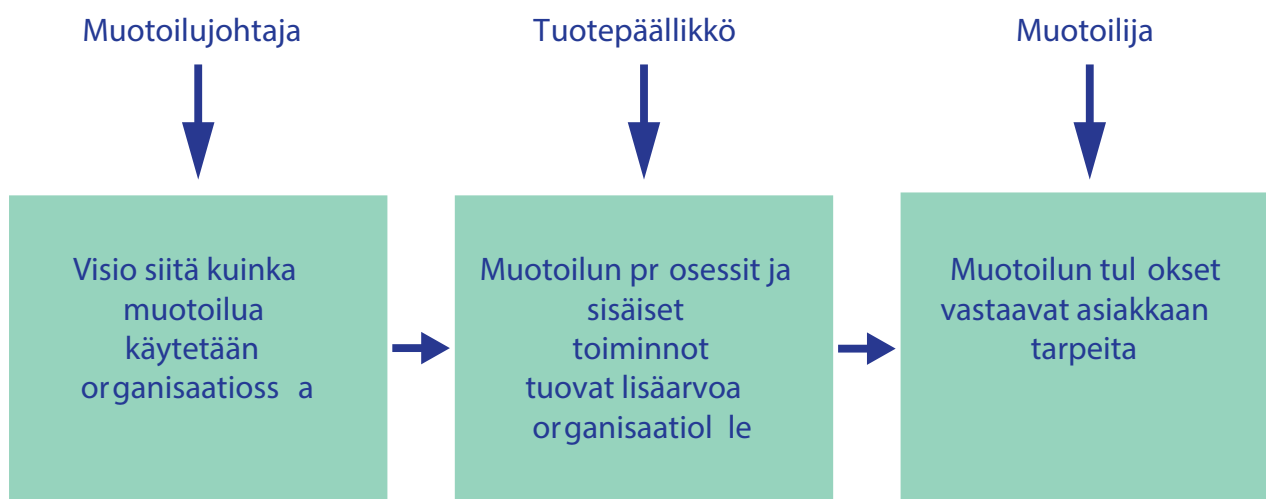 Muotoilujohtaja
Tuotepäällikkö
Muotoilija
Visio siitä kuinka
muotoilua
käytetään
organisaatioss a
Muotoilun pr osessit ja
sisäiset
toiminnot
tuovat lisäarvoa
organisaatiol le
Muotoilun tul okset
vastaavat asiakkaan
tarpeita